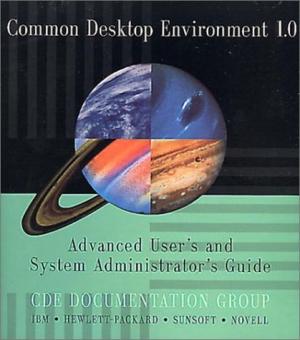 Common Desktop Environment 1.0
Advanced User's and
System Administrator's Guide
CDE DOCUMENTATION GROUP
IBM • HEWLETT-PACKARD • SUNSOFT • NOVELL